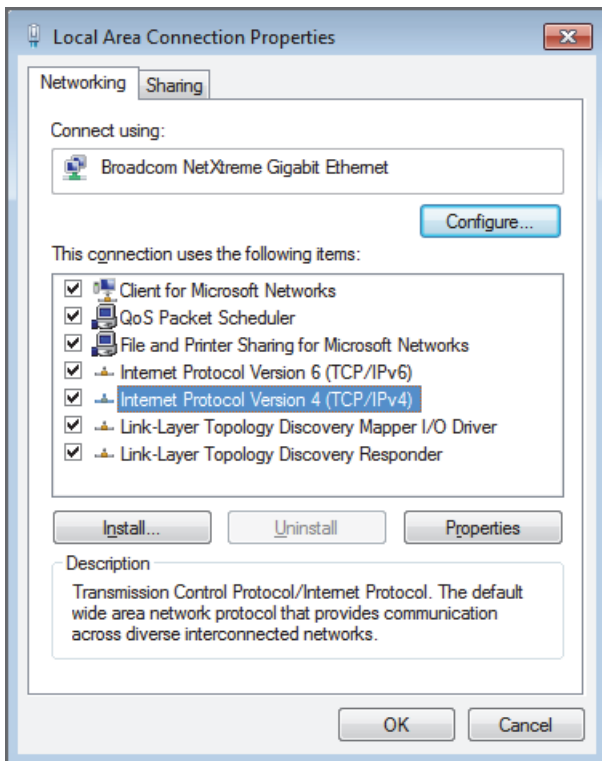 Local Area Connection Properties
Networking
Sharing
Connect using:
Broadcom NetXtreme Gigabit Ethernet
Configure...
This connection uses the following items:
Client for Microsoft Networks
QoS Packet Scheduler
File and Printer Sharing for Microsoft Networks
Internet Protocol Version 6 (TCP/IPv6)
Internet Protocol Version 4 (TCP/IPv4)
Link-Layer Topology Discovery Mapper I/O Driver
Link-Layer Topology Discovery Responder
Install...
Uninstall
Properties
Description
Transmission Control Protocol/Internet Protocol. The default
wide area network protocol that provides communication
across diverse interconnected networks.
OK
Cancel